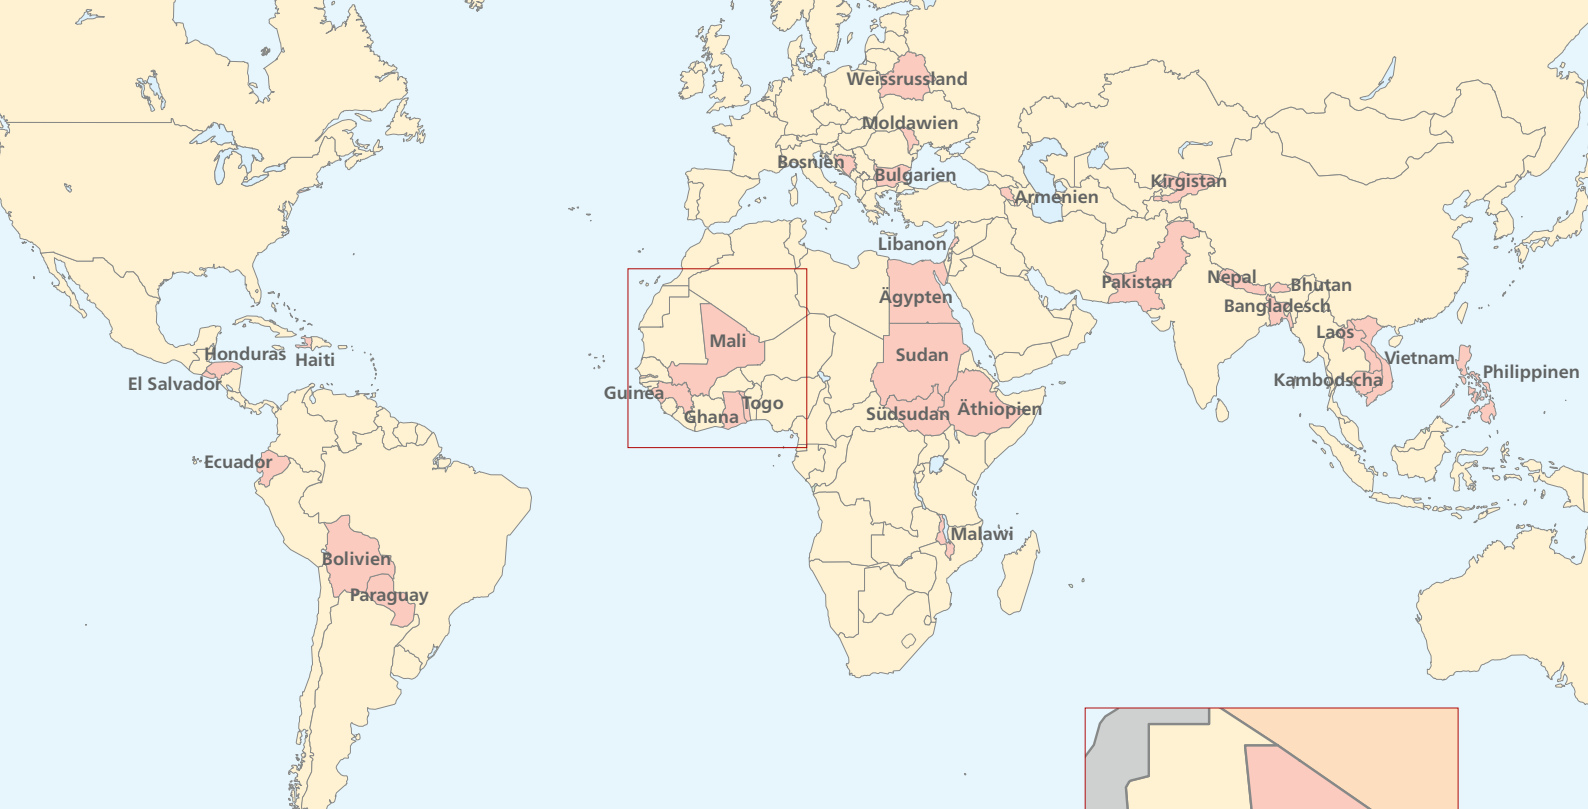 Weissrussland
Moldawien
Bosnien
Bulgarien
Kirgistan
Armenien
Libanon
Pakistan
Nepal
Bhutan
Ägypten
Bangladesch
Laos
Mali
Honduras
Sudan
Haiti
Vietnam
Philippinen
El Salvador
Kambodscha
Guinea
Togo
Ghana
Südsudan
Äthiopien
Ecuador
Malawi
Bolivien
Paraguay